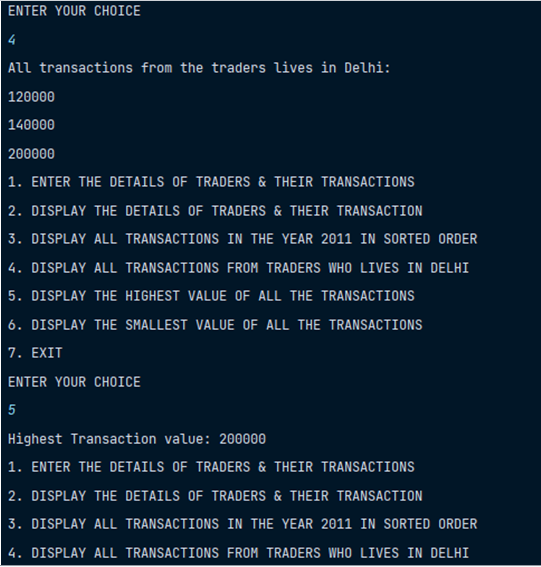 ENTER YOUR CHOICE
4
All transactions from the traders lives in Delhi:
120000
140000
200000
1. ENTER THE DETAILS OF TRADERS & THEIR TRANSACTIONS
2. DISPLAY THE DETAILS OF TRADERS & THEIR TRANSACTION
3. DISPLAY ALL TRANSACTIONS IN THE YEAR 2011 IN SORTED ORDER
4. DISPLAY ALL TRANSACTIONS FROM TRADERS WHO LIVES IN DELHI
5. DISPLAY THE HIGHEST VALUE OF ALL THE TRANSACTIONS
6. DISPLAY THE SMALLEST VALUE OF ALL THE TRANSACTIONS
7. EXIT
ENTER YOUR CHOICE
5
Highest Transaction value: 200000
1. ENTER THE DETAILS OF TRADERS & THEIR TRANSACTIONS
2. DISPLAY THE DETAILS OF TRADERS & THEIR TRANSACTION
3. DISPLAY ALL TRANSACTIONS IN THE YEAR 2011 IN SORTED ORDER
4. DISPLAY ALL TRANSACTIONS FROM TRADERS WHO LIVES IN DELHI